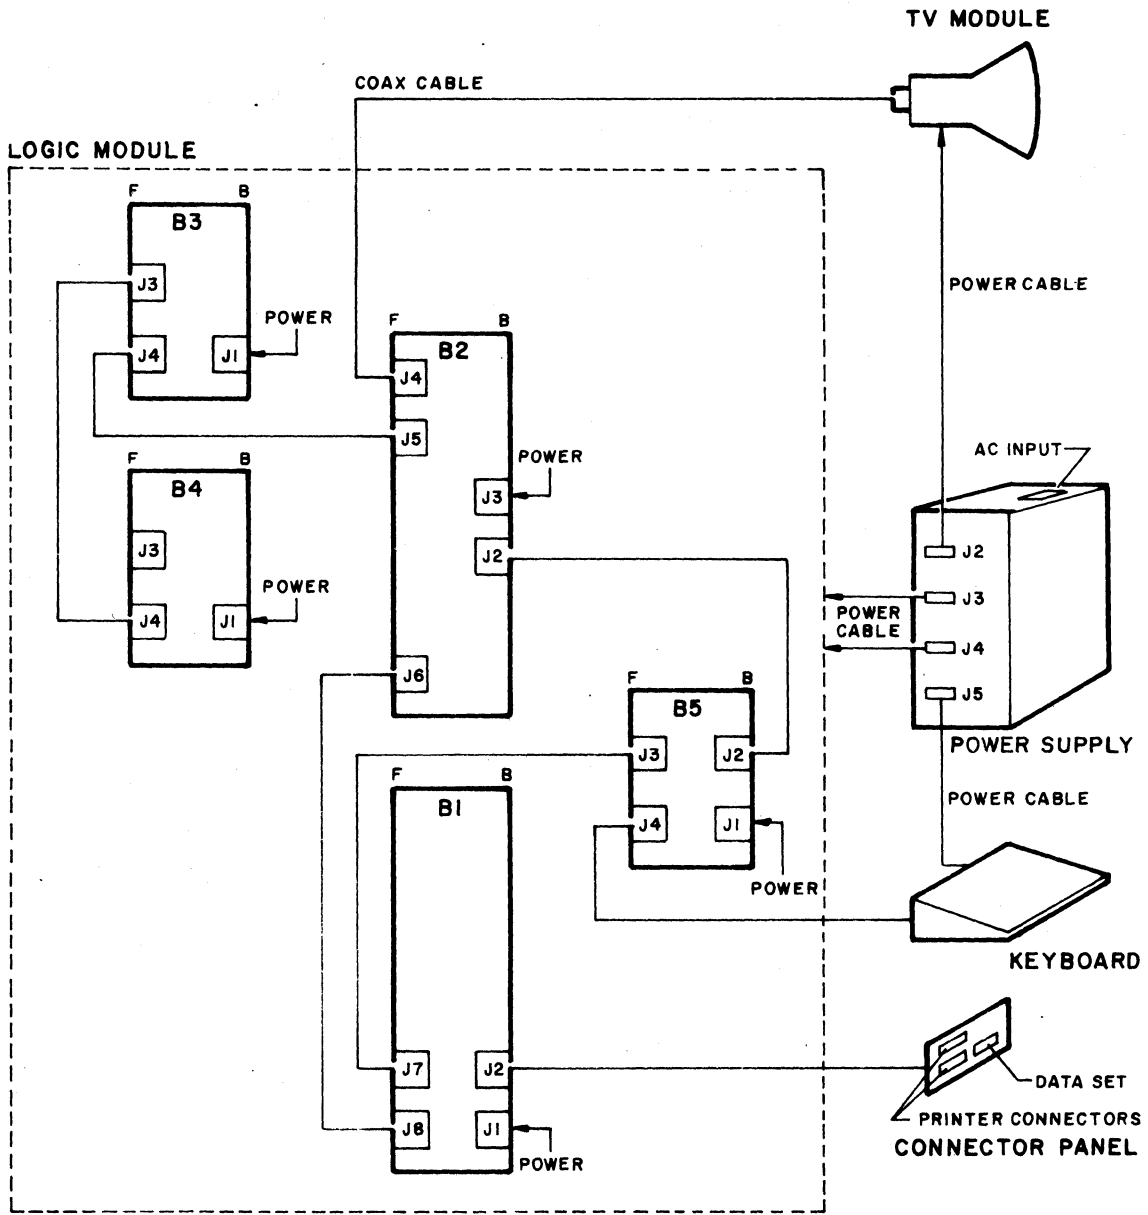 TV MODULE
COAX CABLE
LOGIC MODULE
F B
B3
J3
POWER
J4 J1
POWER CABLE
F B
B2
J4
J5
F B
B4
POWER
J3
J3
J2
POWER
J4 J1
AC INPUT
J2
J3
POWER
CABLE
J4
J5
POWER SUPPLY
J6
F B
B5
J3 J2
J4 J1
POWER
POWER CABLE
F B
B1
KEYBOARD
J7 J2
J8 J1
POWER
DATA SET
PRINTER CONNECTORS
CONNECTOR PANEL